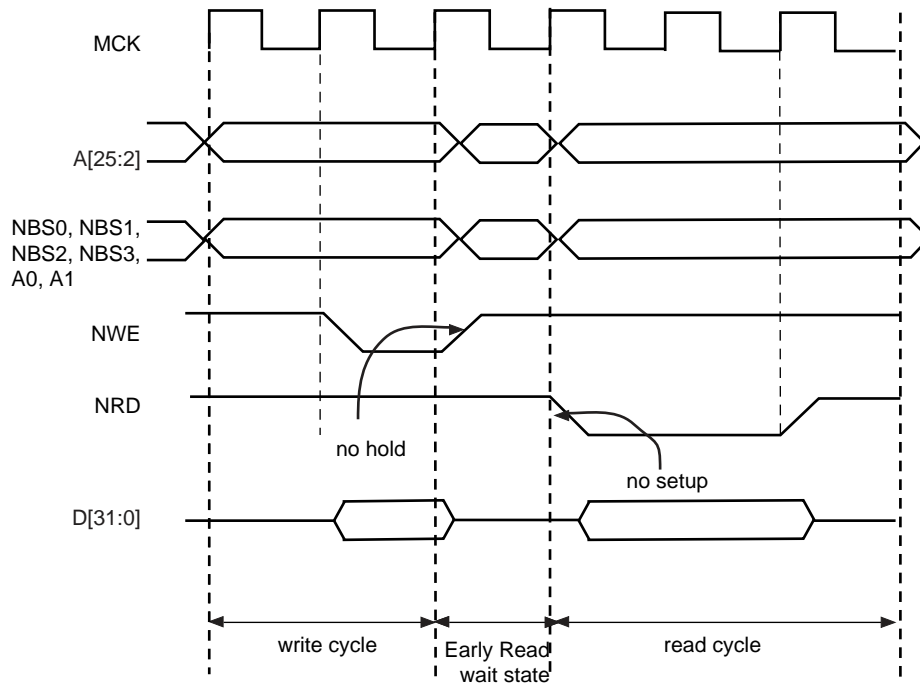 MCK
A[25:2]
NBS0, NBS1,
NBS2, NBS3,
A0, A1
NWE
NRD
no hold
no setup
D[31:0]
write cycle
Early Read
wait state
read cycle